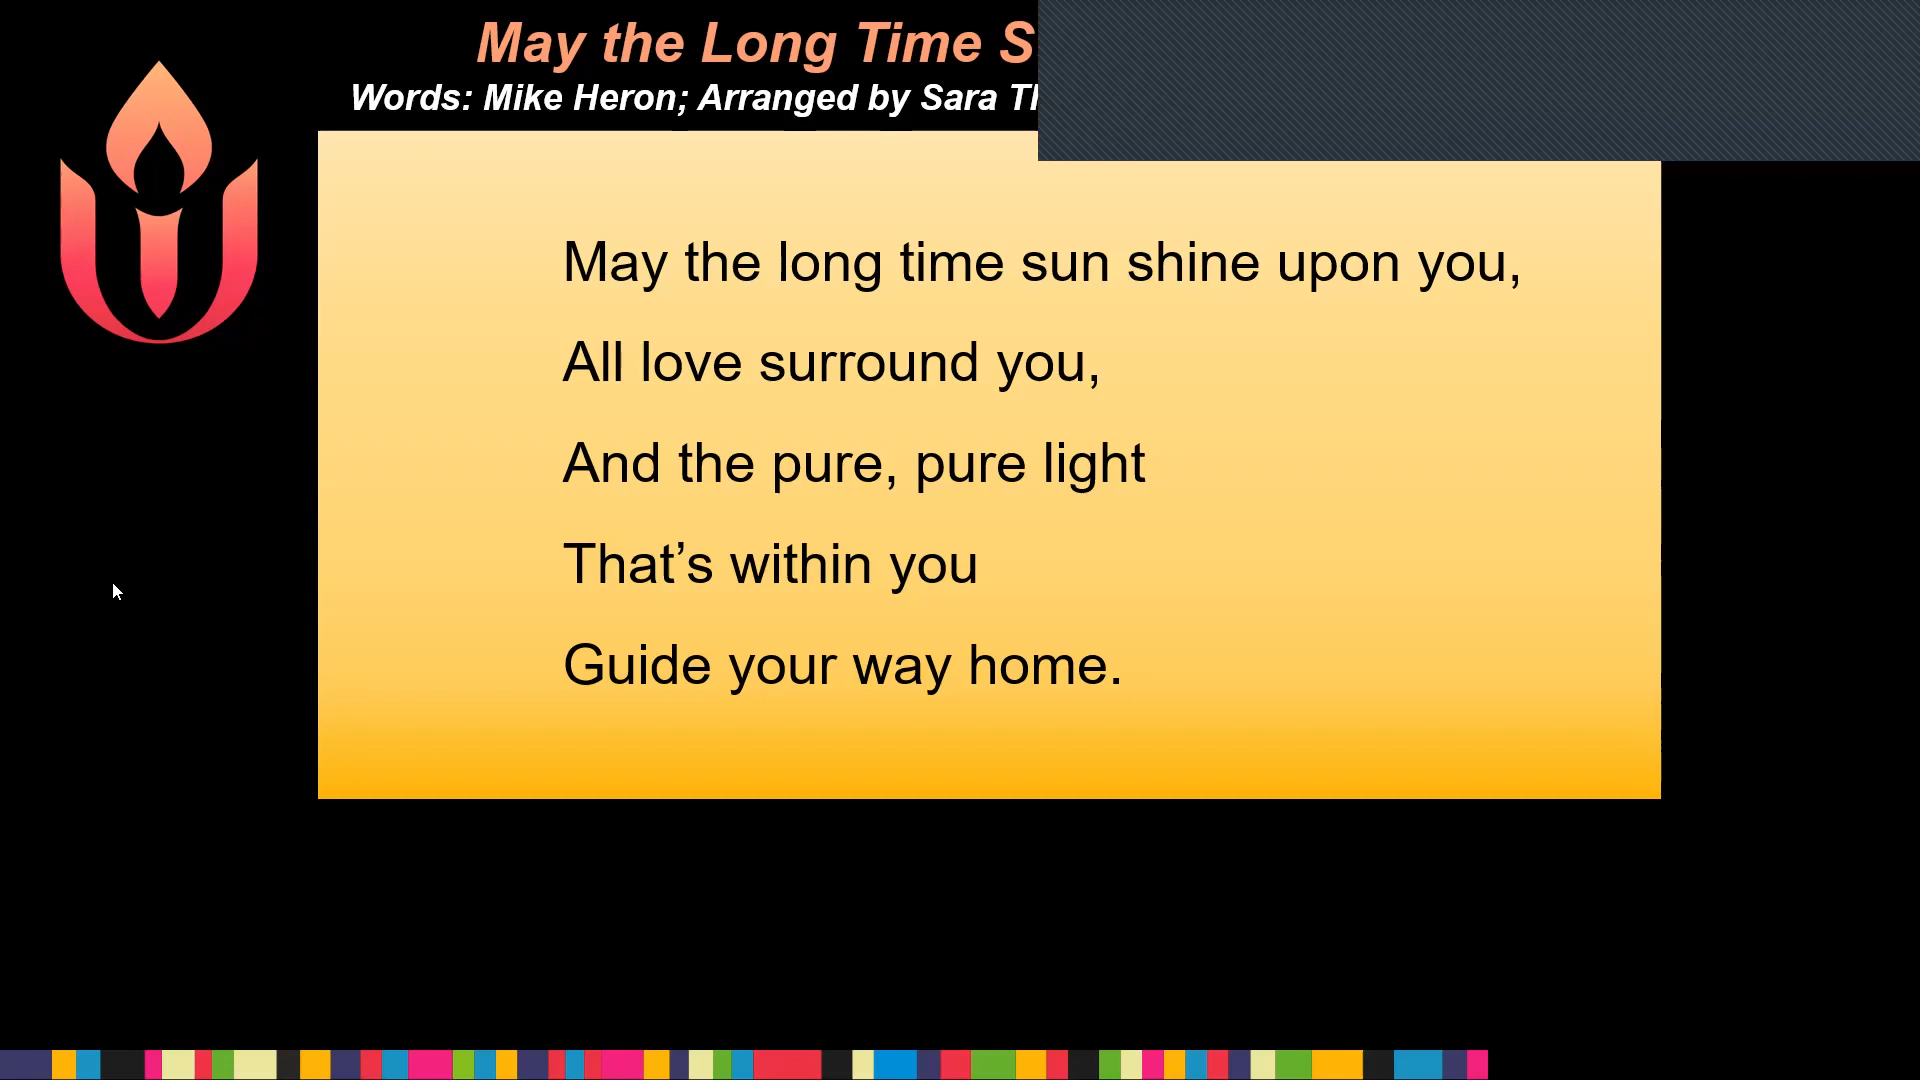 May the Long Time
Words: Mike Heron; Arranged by Sara
May the long time sun shine upon you,
All love surround you,
And the pure, pure light
That’s within you
Guide your way home.